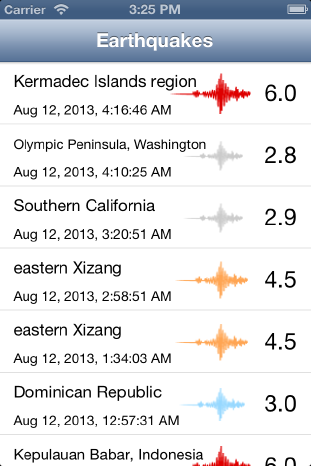 Carrier 3:25 PM
Earthquakes
Kermadec Islands region
Aug 12, 2013, 4:16:46 AM
6.0
Olympic Peninsula, Washington
Aug 12, 2013, 4:10:25 AM
2.8
Southern California
Aug 12, 2013, 3:20:51 AM
2.9
eastern Xizang
Aug 12, 2013, 2:58:51 AM
4.5
eastern Xizang
Aug 12, 2013, 1:34:03 AM
4.5
Dominican Republic
Aug 12, 2013, 12:57:31 AM
3.0
Kepulauan Babar, Indonesia
6.0